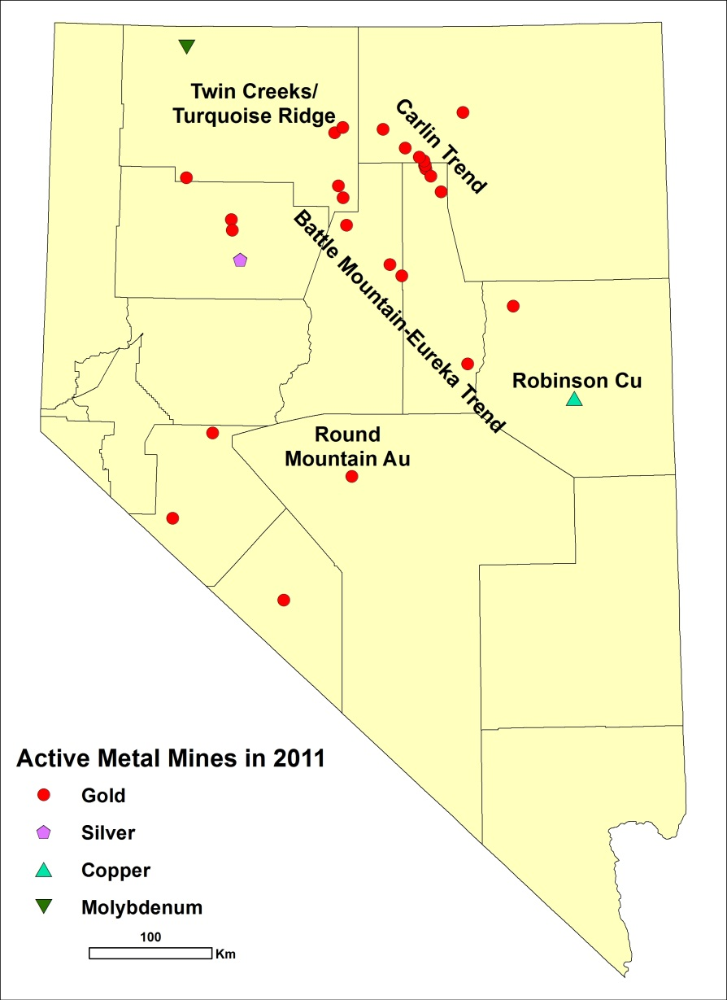 Twin Creeks/
Turquoise Ridge
Carlin Trend
Battle Mountain-Eureka Trend
Robinson Cu
Round
Mountain Au
Active Metal Mines in 2011
Gold
Silver
Copper
Molybdenum
100
Km